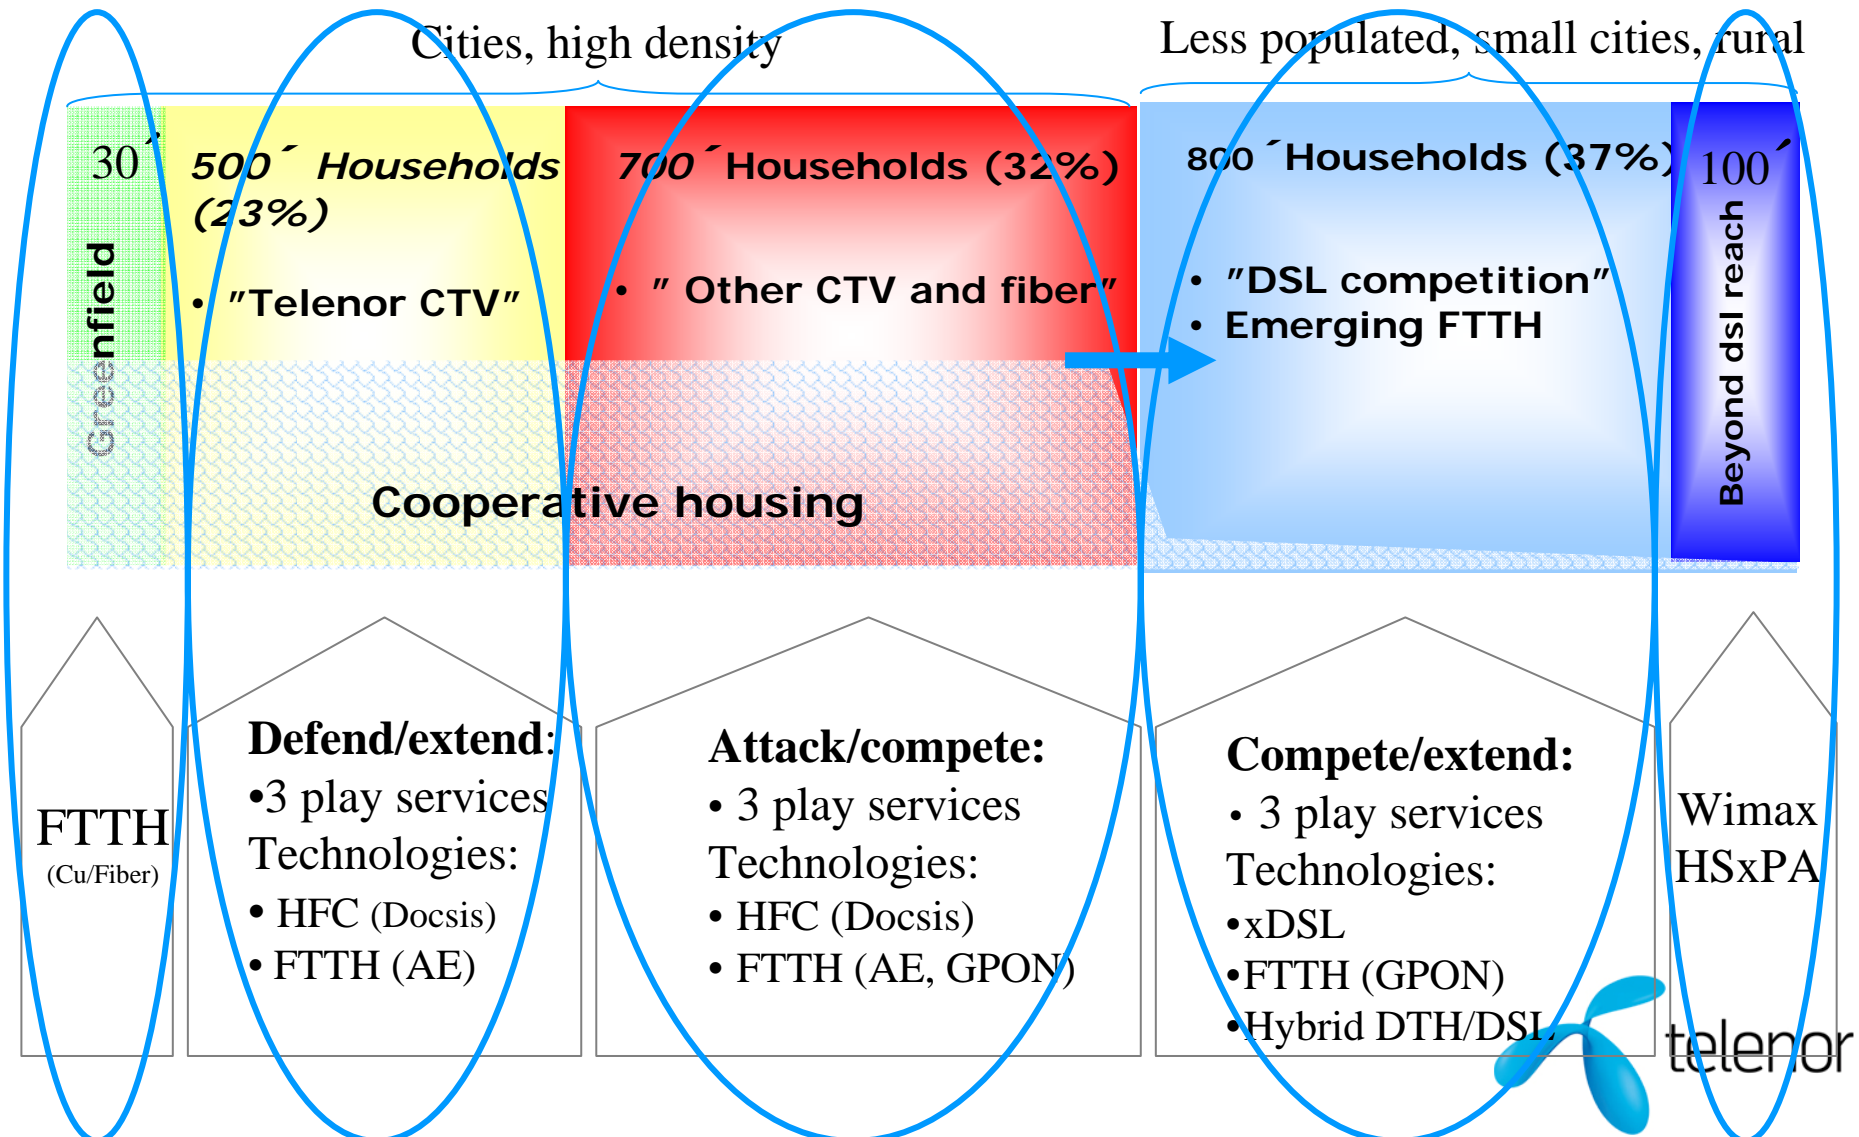 Cities, high density
Less populated, small cities, rural
30´
Greenfield
500´ Households
(23%)
• ”Telenor CTV”
700´Households (32%)
• ” Other CTV and fiber”
800´Households (37%)
• ”DSL competition”
• Emerging FTTH
100´
Beyond dsl reach
Cooperative housing
FTTH
(Cu/Fiber)
Defend/extend:
•3 play services
Technologies:
• HFC (Docsis)
• FTTH (AE)
Attack/compete:
• 3 play services
Technologies:
• HFC (Docsis)
• FTTH (AE, GPON)
Compete/extend:
• 3 play services
Technologies:
•xDSL
•FTTH (GPON)
•Hybrid DTH/DSL
Wimax
HSxPA
telenor